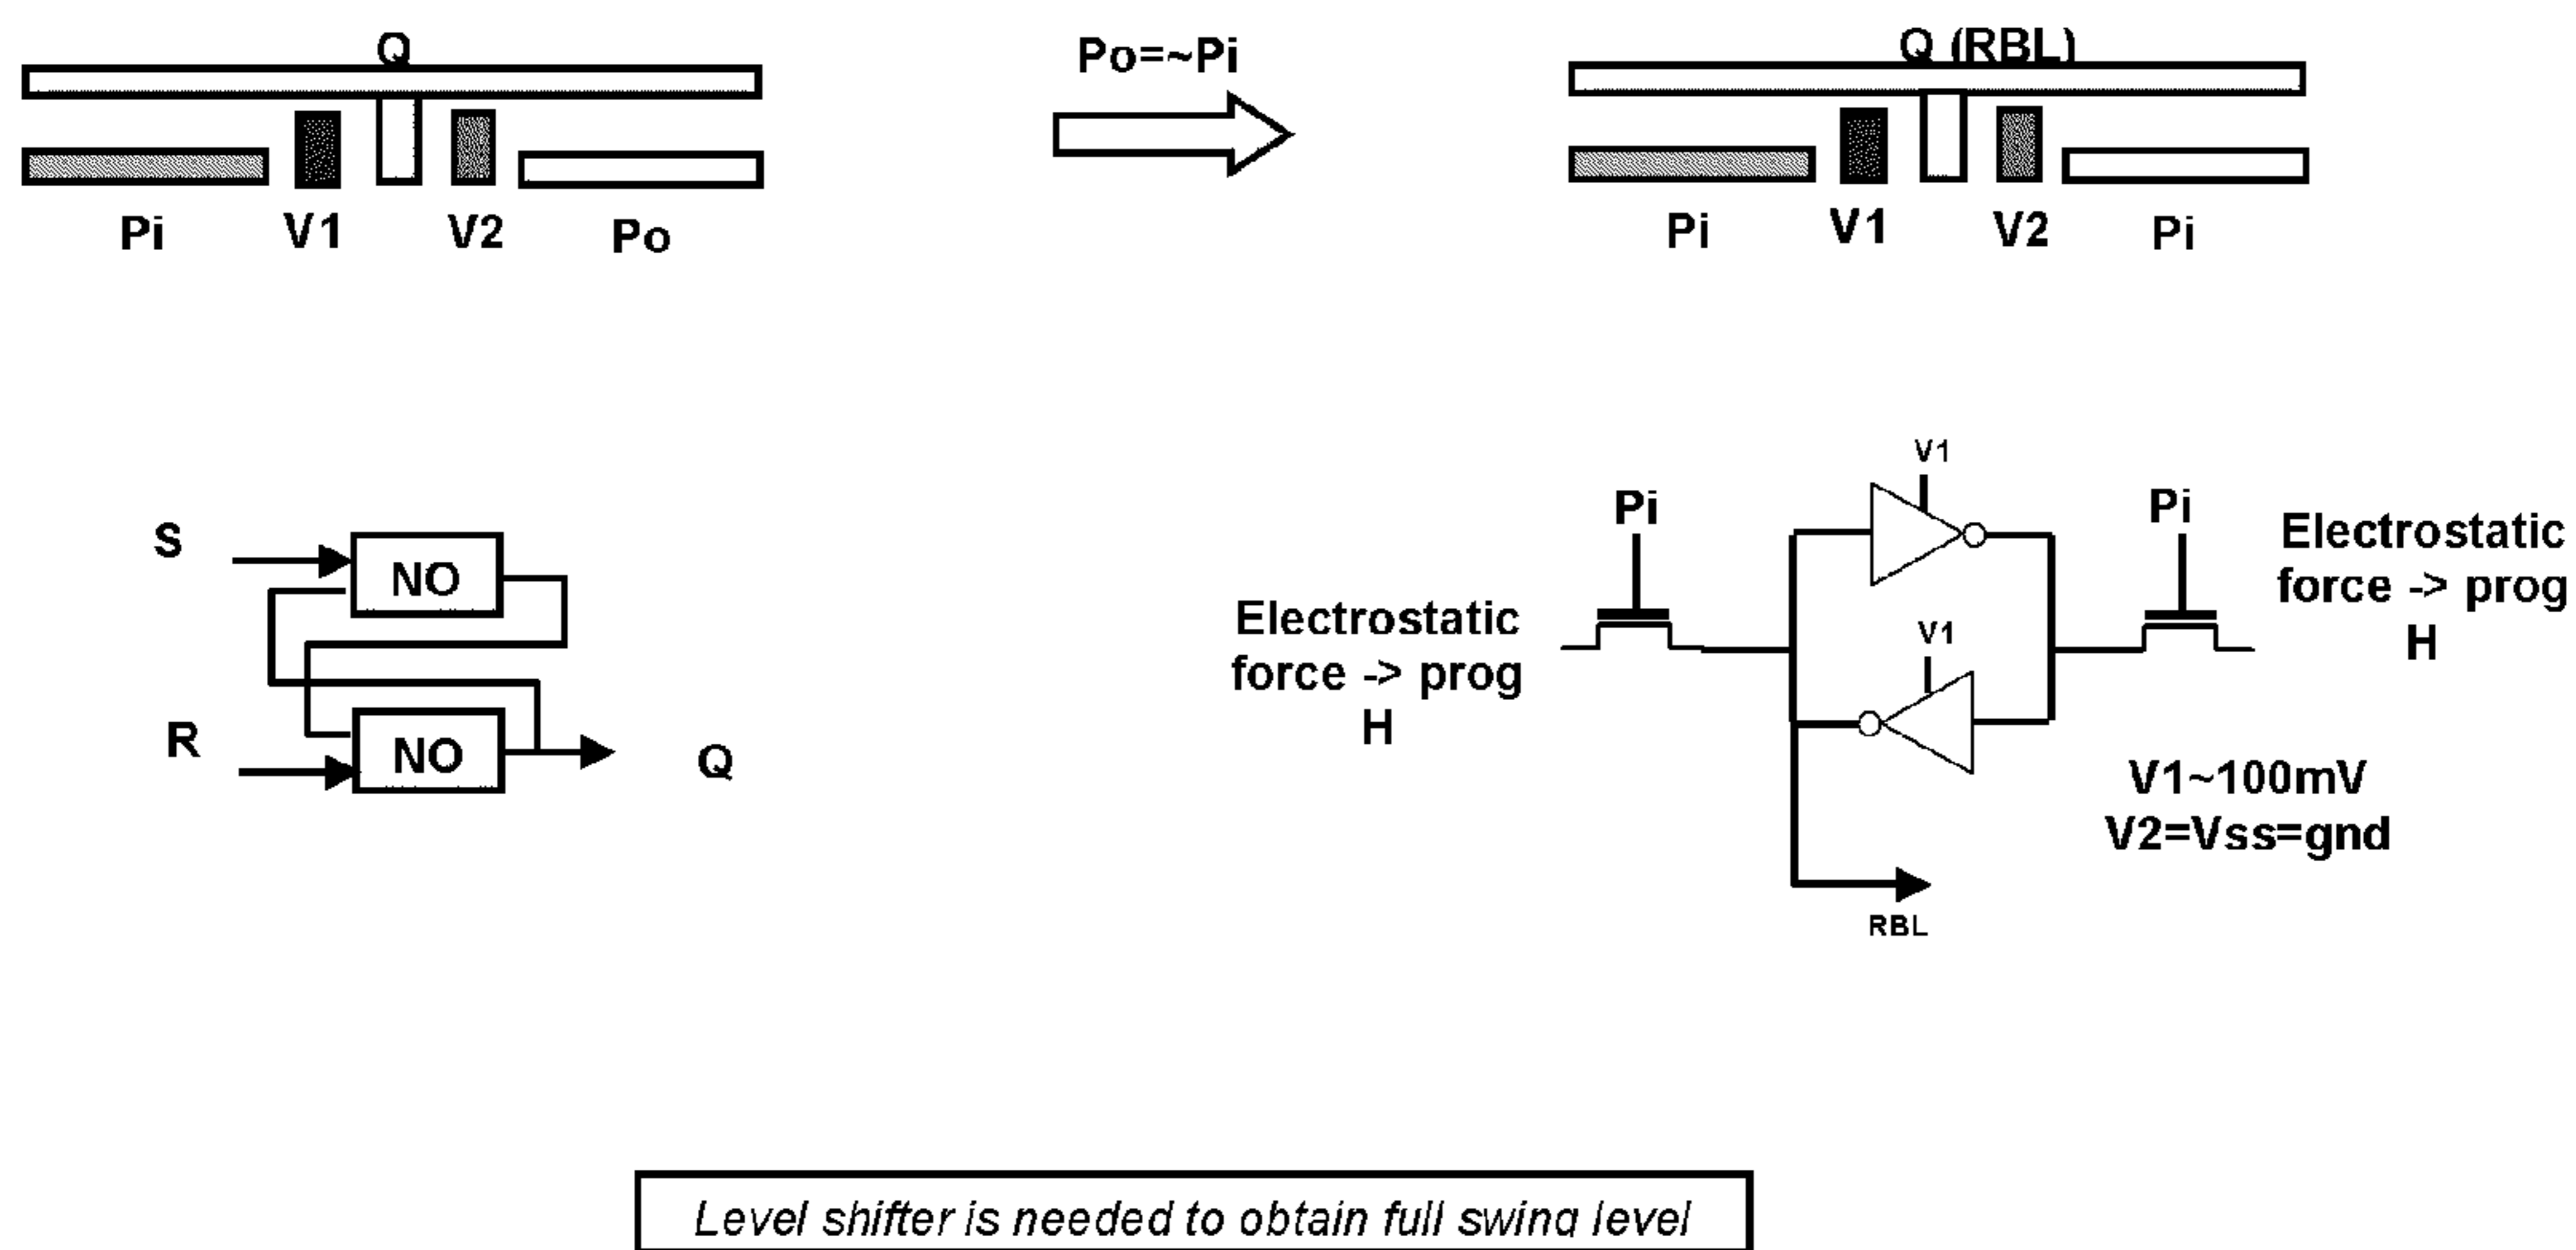 Q
Pi V1 V2 Po
Po=~Pi
Q (RBL)
Pi V1 V2 Pi
S
NO
R
NO
Q
Electrostatic
force -> prog
H
Pi
V1
V1
Pi
Electrostatic
force -> prog
H
V1~100mV
V2=Vss=gnd
RBL
Level shifter is needed to obtain full swing level